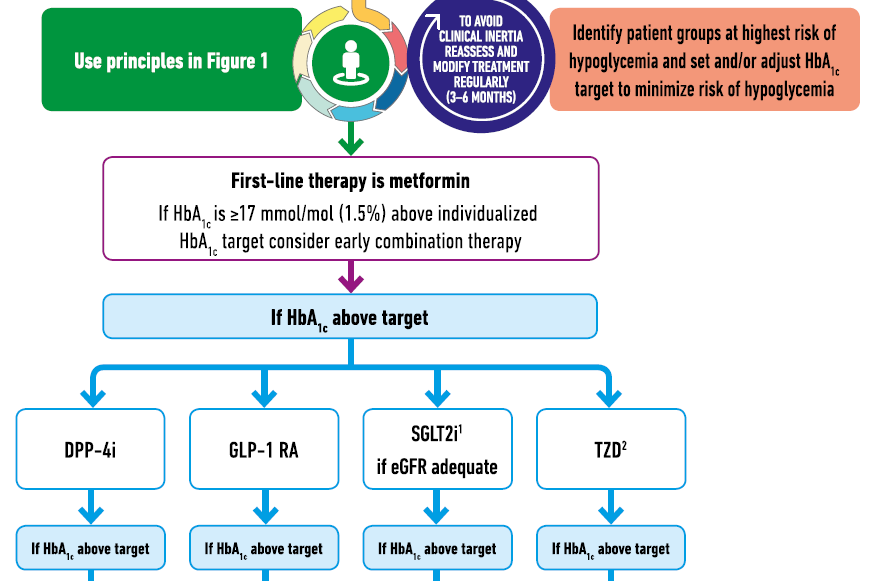 Use principles in Figure 1
TO AVOID
CLINICAL INERTIA
REASSESS AND
MODIFY TREATMENT
REGULARLY
(3–6 MONTHS)
Identify patient groups at highest risk of
hypoglycemia and set and/or adjust HbA1c
target to minimize risk of hypoglycemia
First-line therapy is metformin
If HbA1c is ≥17 mmol/mol (1.5%) above individualized
HbA1c target consider early combination therapy
If HbA1c above target
DPP-4i
GLP-1 RA
SGLT2i¹
if eGFR adequate
TZD²
If HbA1c above target
If HbA1c above target
If HbA1c above target
If HbA1c above target